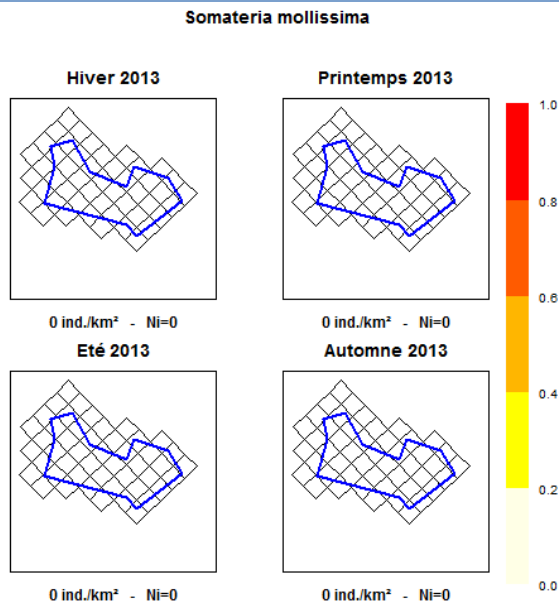 Somateria mollissima
Hiver 2013
Printemps 2013
0 ind./km² - Ni=0
0 ind./km² - Ni=0
Eté 2013
Automne 2013
0 ind./km² - Ni=0
0 ind./km² - Ni=0
1.0
0.8
0.6
0.4
0.2
0.0